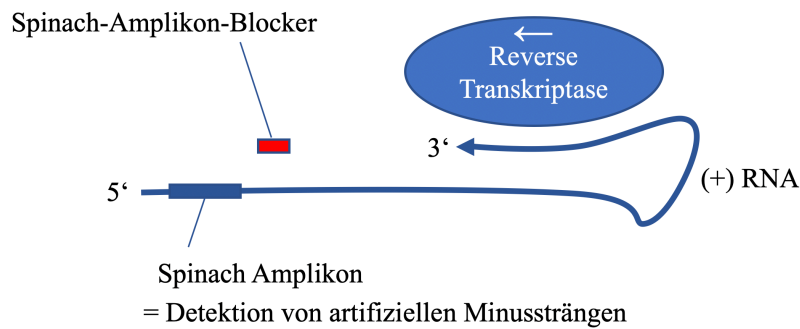 Spinach-Amplikon-Blocker
←
Reverse
Transkriptase
3‘
(+) RNA
5‘
Spinach Amplikon
= Detektion von artifiziellen Minussträngen